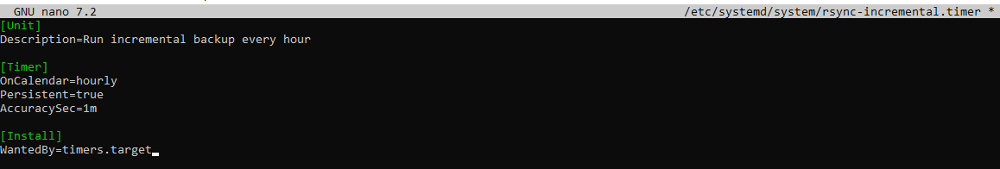 GNU nano 7.2 /etc/systemd/system/rsync-incremental.timer *
[Unit]
Description=Run incremental backup every hour
[Timer]
OnCalendar=hourly
Persistent=true
AccuracySec=1m
[Install]
WantedBy=timers.target